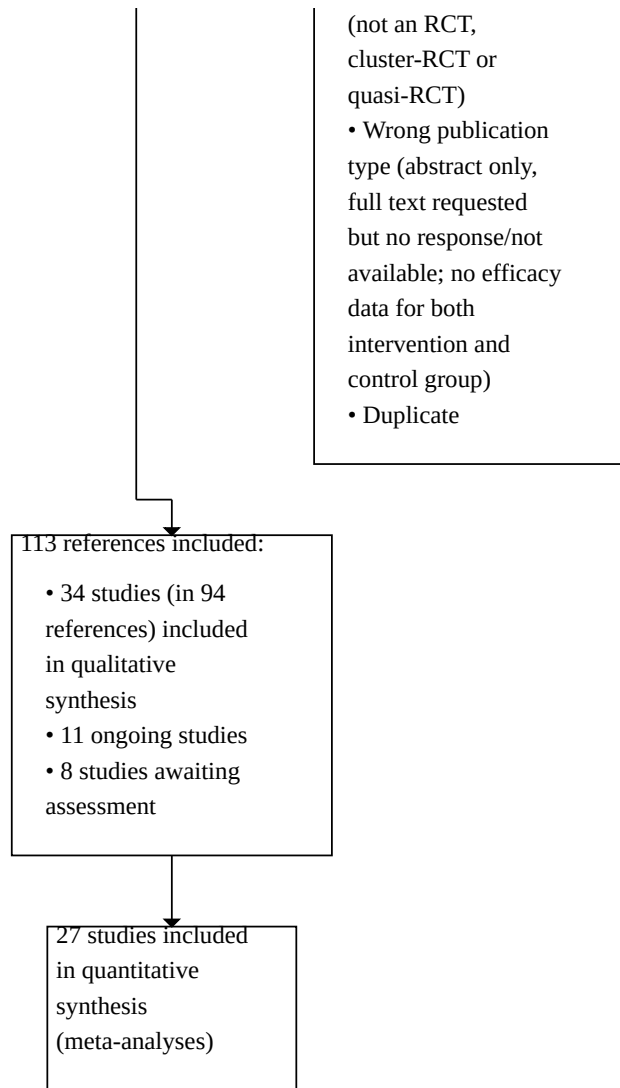 (not an RCT,
cluster-RCT or
quasi-RCT)
• Wrong publication
type (abstract only,
full text requested
but no response/not
available; no efficacy
data for both
intervention and
control group)
• Duplicate
113 references included:
• 34 studies (in 94
references) included
in qualitative
synthesis
• 11 ongoing studies
• 8 studies awaiting
assessment
27 studies included
in quantitative
synthesis
(meta-analyses)